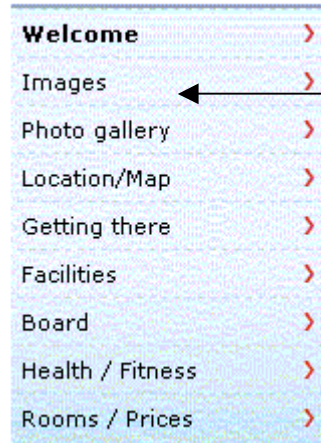 Welcome
Images
Photo gallery
Location/Map
Getting there
Facilities
Board
Health / Fitness
Rooms / Prices